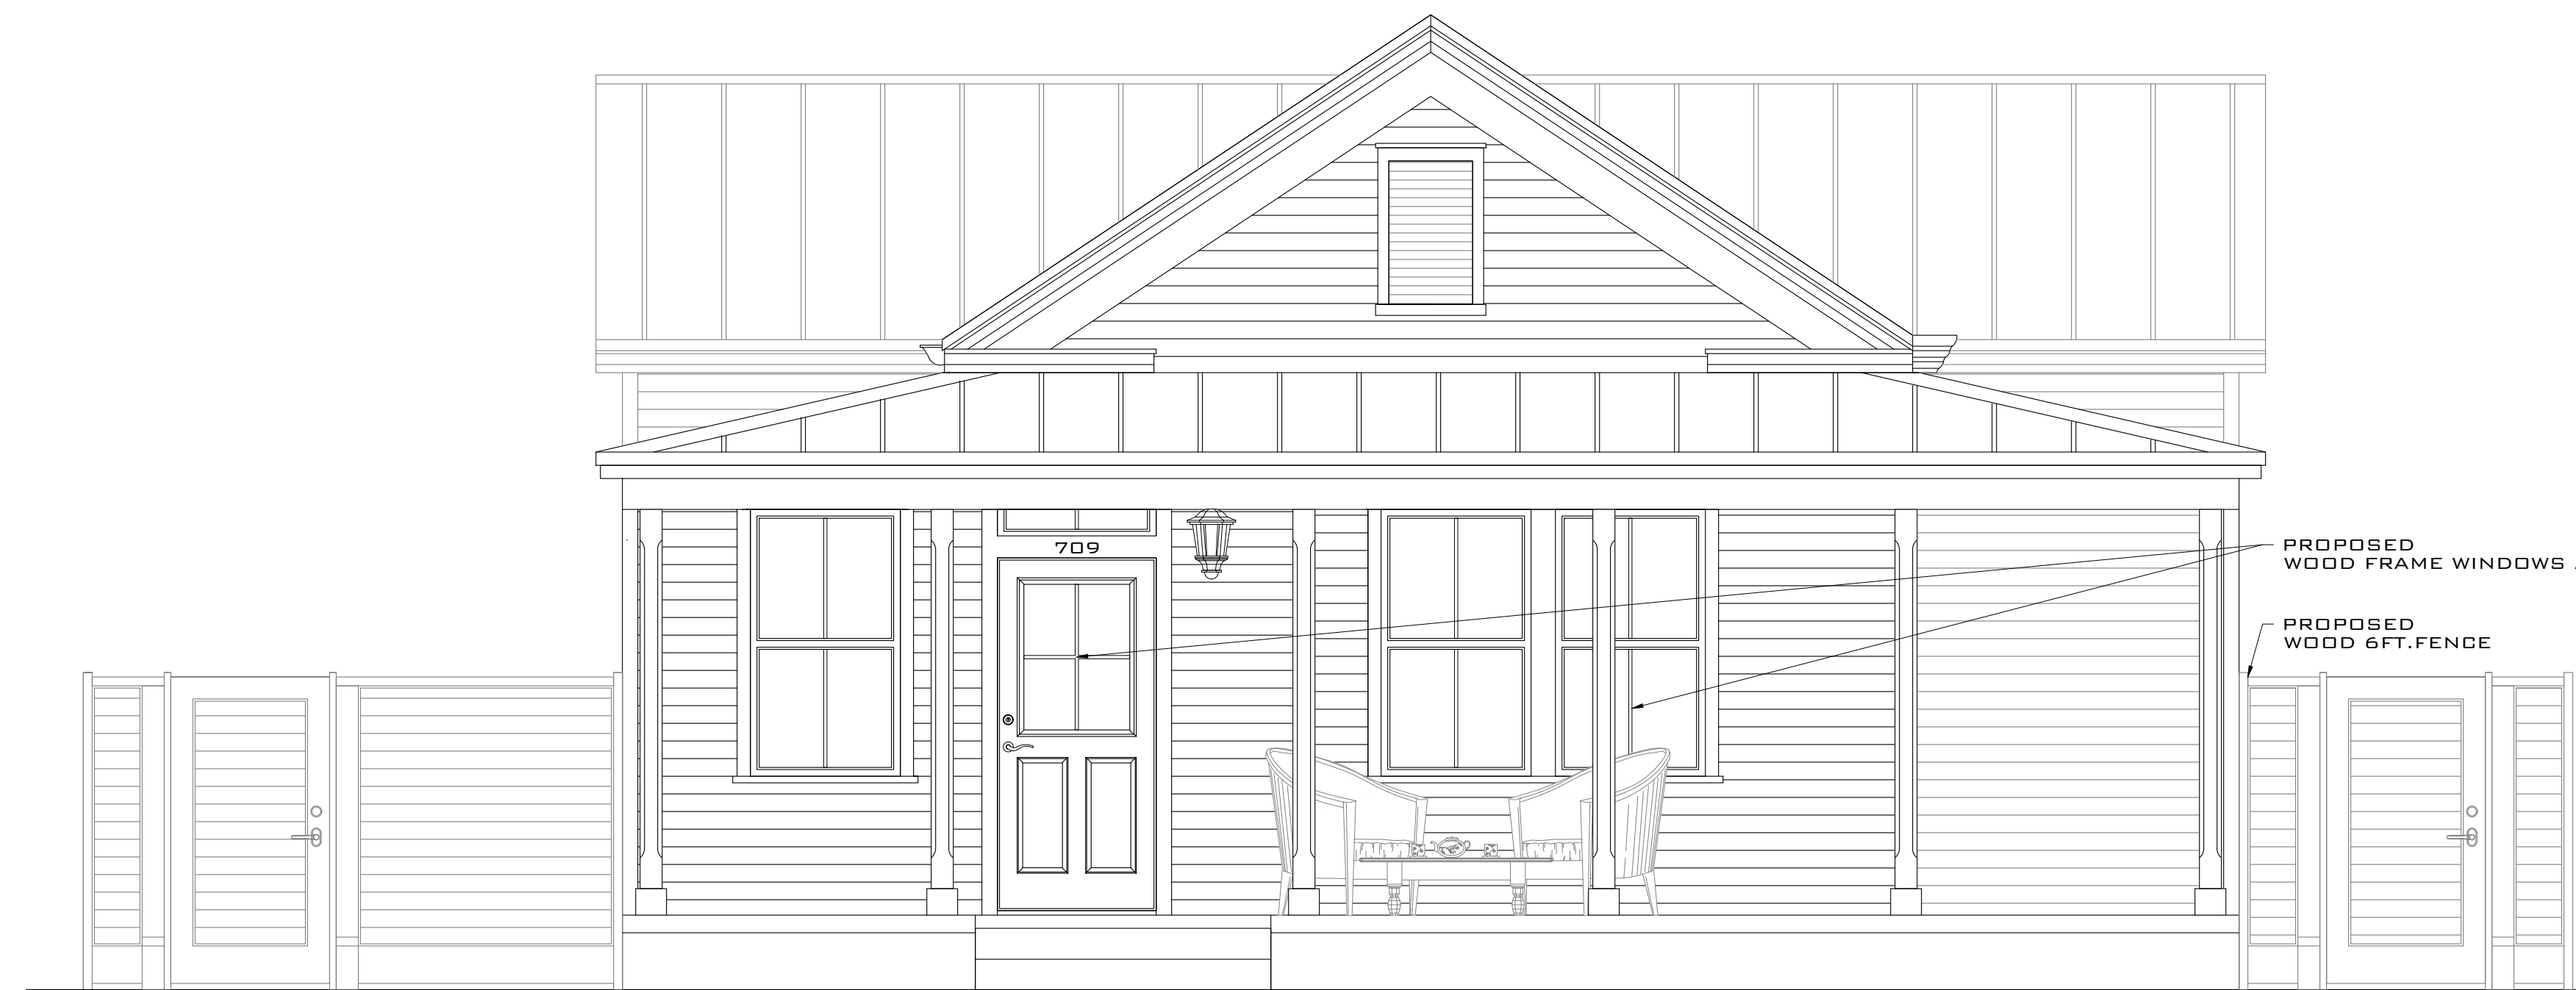 709
PROPOSED
WOOD FRAME WINDOWS
PROPOSED
WOOD 6FT.FENCE